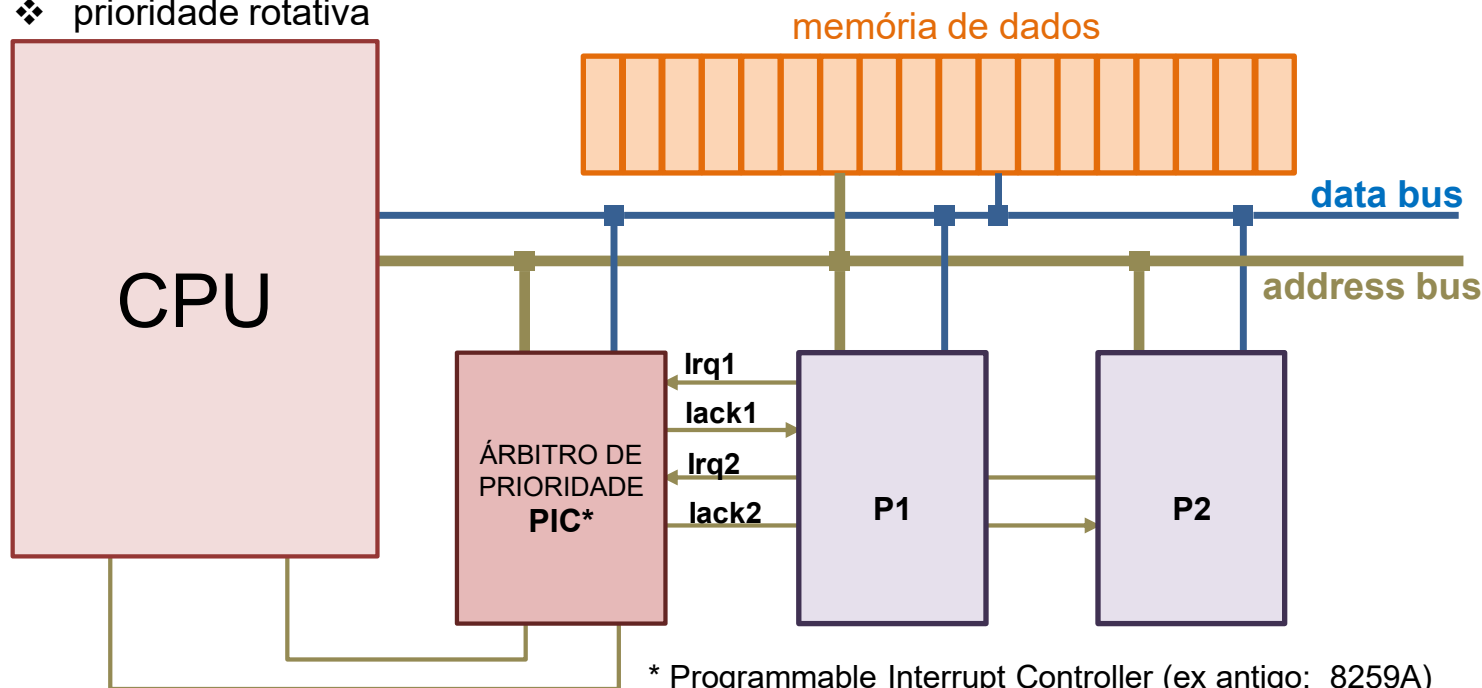 ❖ prioridade rotativa
memória de dados
data bus
CPU
address bus
Irq1
Iack1
ÁRBITRO DE
PRIORIDADE
PIC*
Irq2
Iack2
P1
P2
* Programmable Interrupt Controller (ex antigo: 8259A)